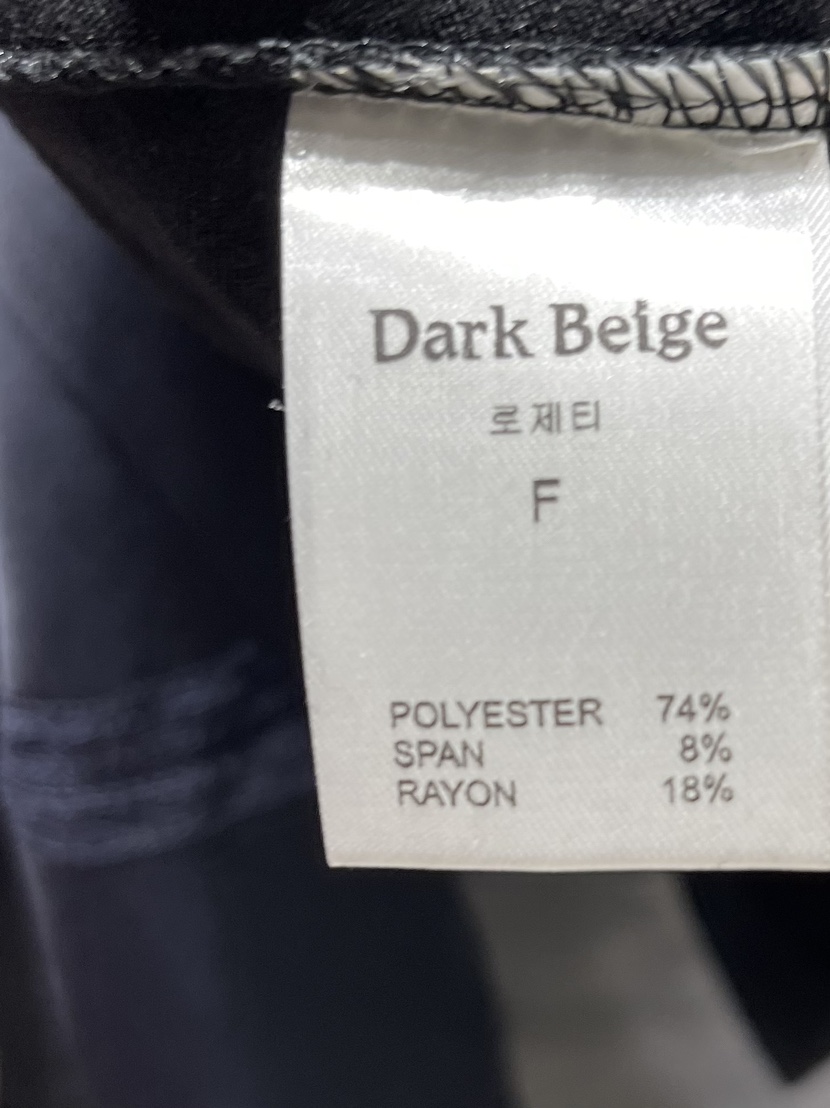 Dark Beige
로제티
F
POLYESTER 74%
SPAN 8%
RAYON 18%